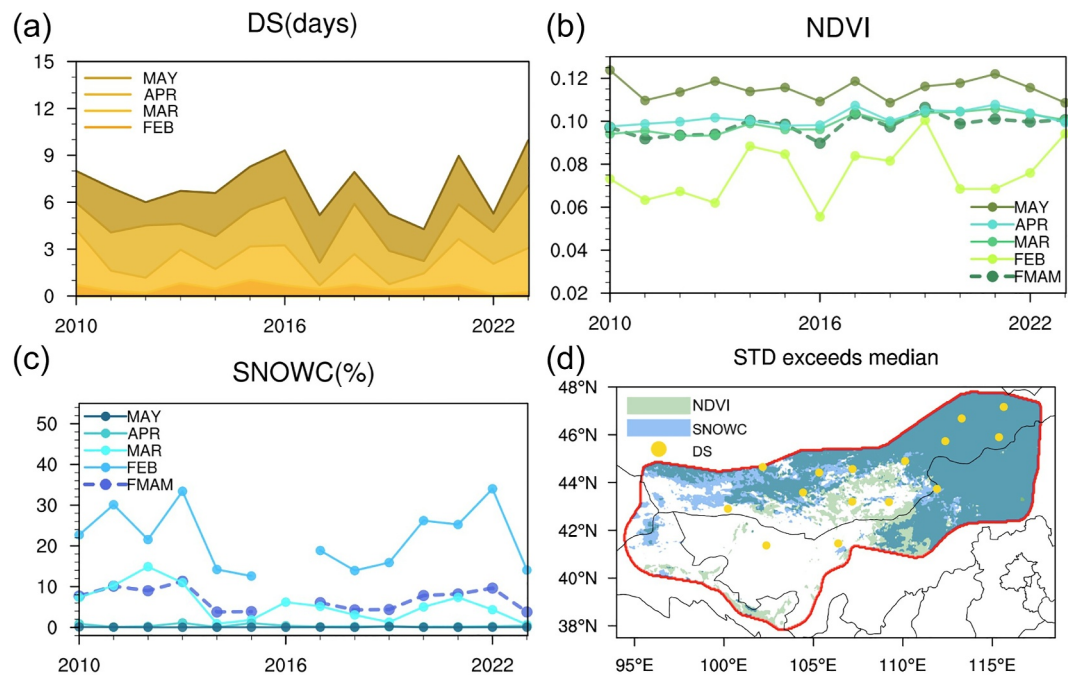 (a)
DS(days)
15
12
9
6
3
0
MAY
APR
MAR
FEB
2010
2016
2022
(b)
NDVI
0.12
0.10
0.08
0.06
0.04
0.02
MAY
APR
MAR
FEB
FMAM
2010
2016
2022
(c)
SNOWC(%)
50
40
30
20
10
0
MAY
APR
MAR
FEB
FMAM
2010
2016
2022
(d)
STD exceeds median
48°N
46°N
44°N
42°N
40°N
38°N
NDVI
SNOWC
DS
95°E
100°E
105°E
110°E
115°E